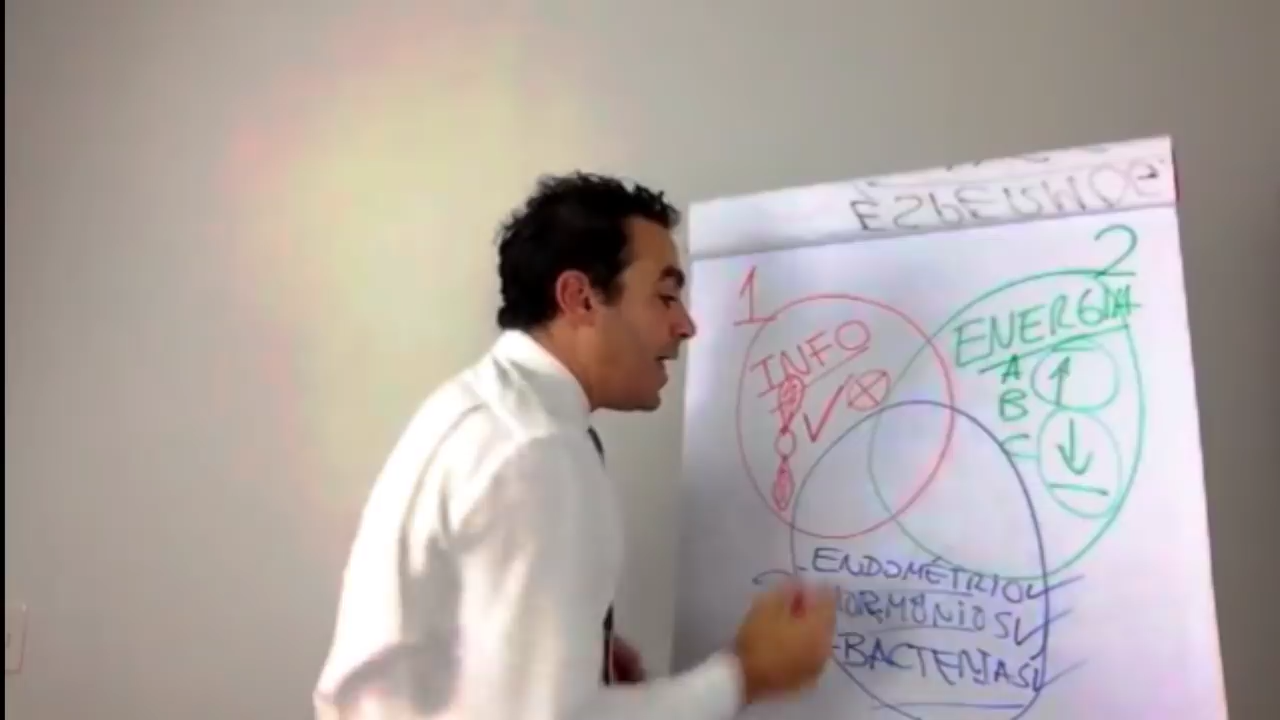 1
2
INFO
ENERGIA
A ↑
B
C ↓
-ENDOMÉTRIO
HORMÔNIOS
-BACTÉRIAS